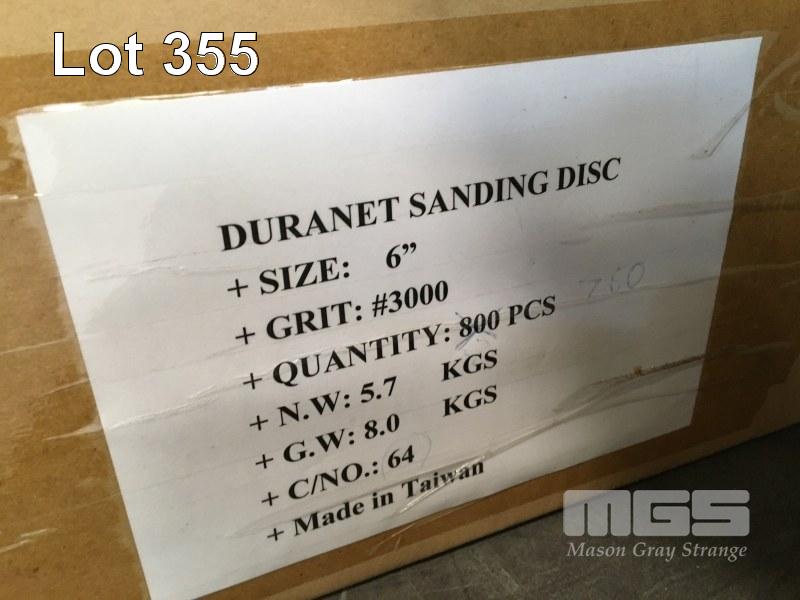 Lot 355
DURANET SANDING DISC
+ SIZE: 6”
+ GRIT: #3000
+ QUANTITY: 800 PCS
+ N.W: 5.7 KGS
+ G.W: 8.0 KGS
+ C/NO.: 64
+ Made in Taiwan
MGS
Mason Gray Strange